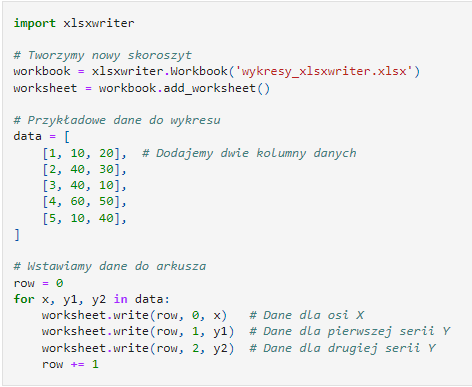 import xlsxwriter
# Tworzymy nowy skoroszyt
workbook = xlsxwriter.Workbook('wykresy_xlsxwriter.xlsx')
worksheet = workbook.add_worksheet()
# Przykładowe dane do wykresu
data = [
    [1, 10, 20],  # Dodajemy dwie kolumny danych
    [2, 40, 30],
    [3, 40, 10],
    [4, 60, 50],
    [5, 10, 40],
]
# Wstawiamy dane do arkusza
row = 0
for x, y1, y2 in data:
    worksheet.write(row, 0, x)   # Dane dla osi X
    worksheet.write(row, 1, y1)  # Dane dla pierwszej serii Y
    worksheet.write(row, 2, y2)  # Dane dla drugiej serii Y
    row += 1